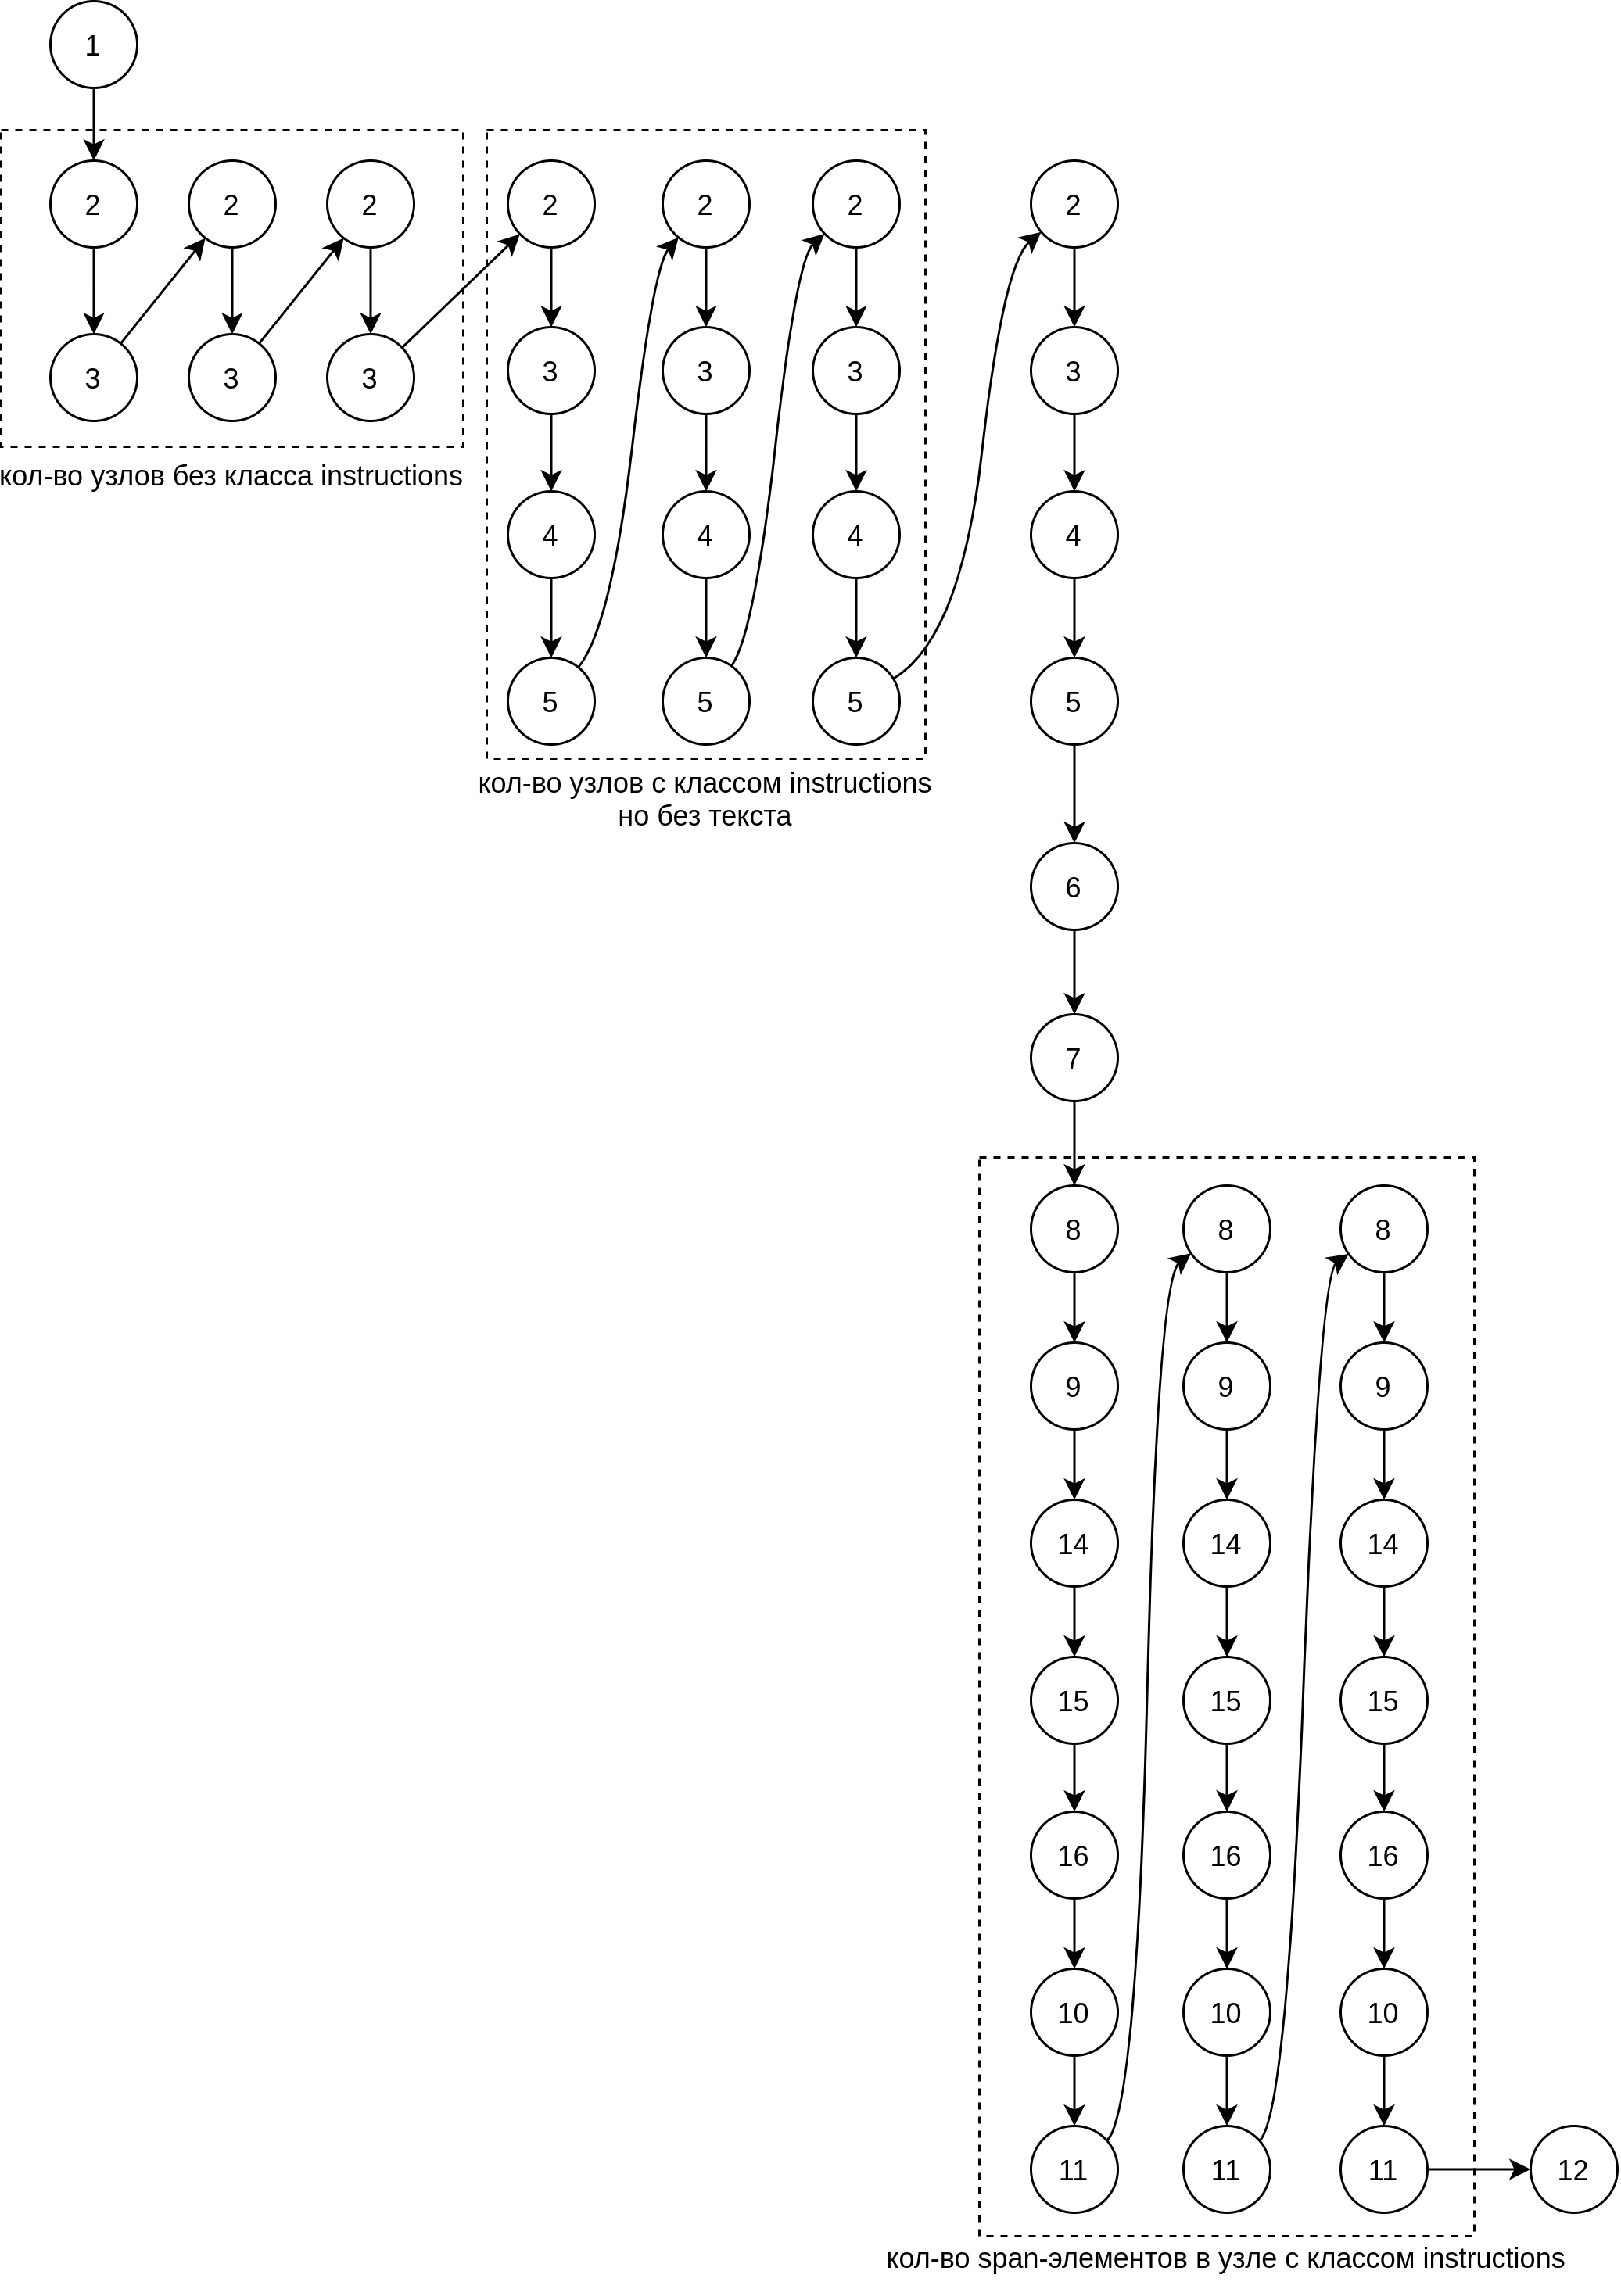 1
2 2 2 2 2 2 2
3 3 3 3
3 3 3
кол-во узлов без класса instructions
4 4 4 4
5 5 5 5
кол-во узлов с классом instructions
но без текста
6
7
8 8 8
9 9 9
14 14 14
15 15 15
16 16 16
10 10 10
11 11 11 12
кол-во span-элементов в узле с классом instructions